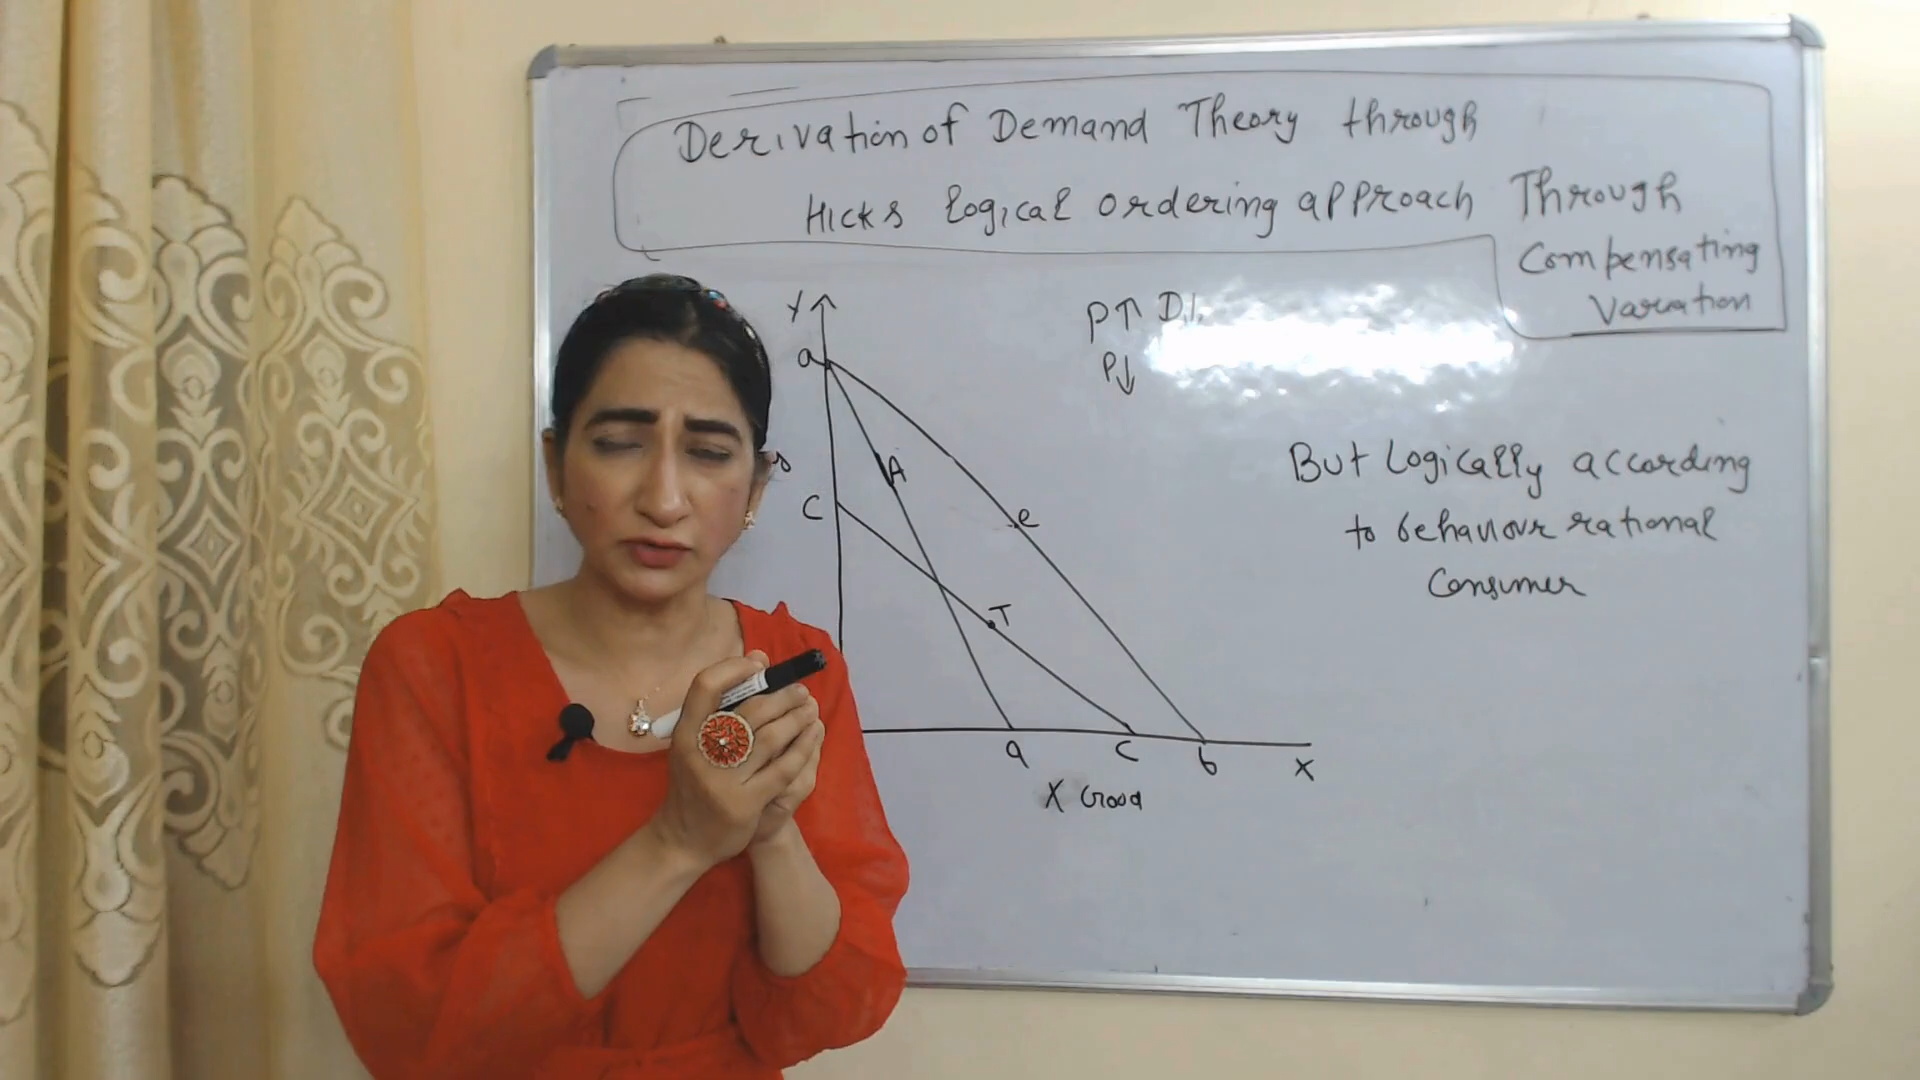 Derivation of Demand Theory through
Hicks logical ordering approach Through
Compensating
Variation
Y
P↑ D↓
P↓
a
A
C
e
T
But Logically according
to behaviour rational
Consumer
a
C
b
X
X Good